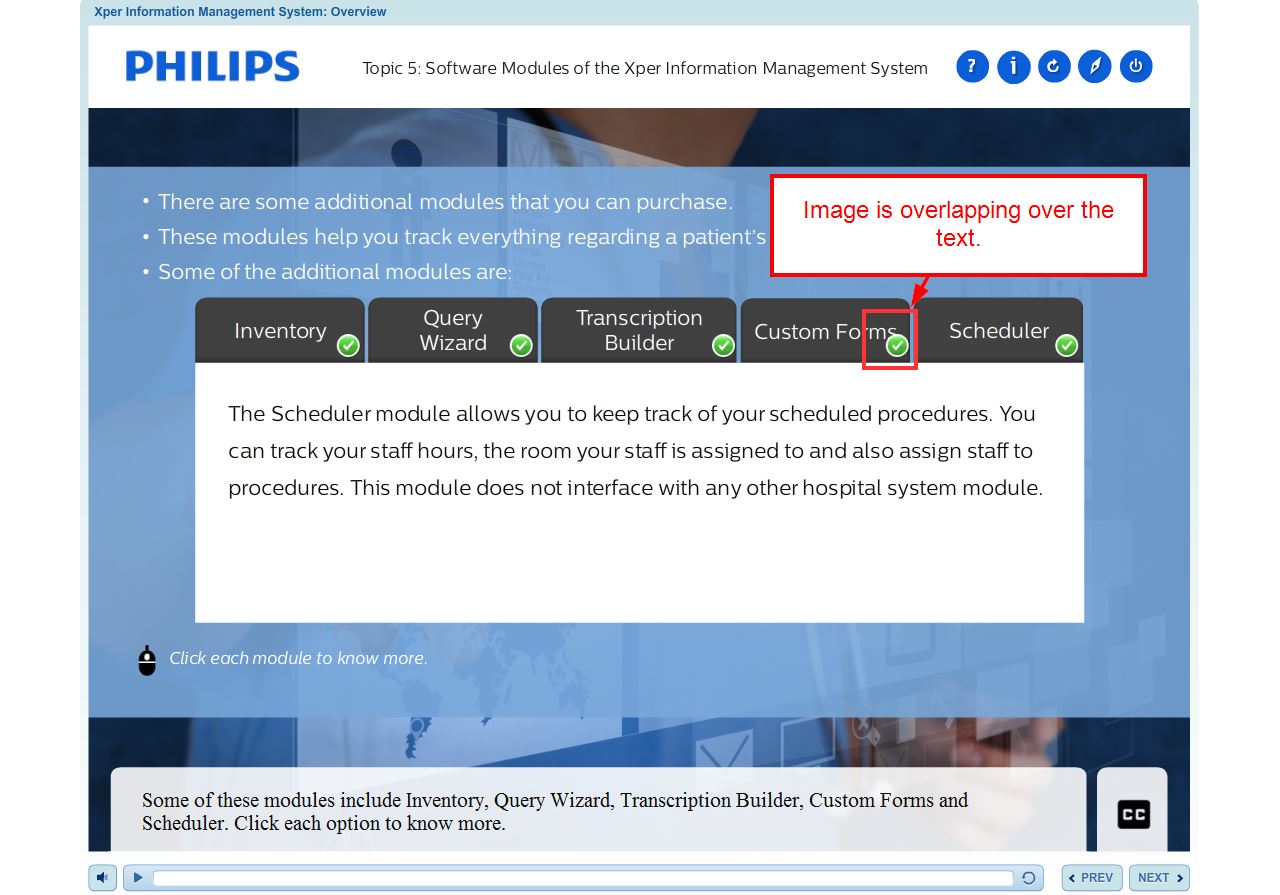 Xper Information Management System: Overview
PHILIPS
Topic 5: Software Modules of the Xper Information Management System
• There are some additional modules that you can purchase.
• These modules help you track everything regarding a patient's
• Some of the additional modules are:
Image is overlapping over the
text.
Inventory
Query
Wizard
Transcription
Builder
Custom Forms
Scheduler
The Scheduler module allows you to keep track of your scheduled procedures. You
can track your staff hours, the room your staff is assigned to and also assign staff to
procedures. This module does not interface with any other hospital system module.
Click each module to know more.
Some of these modules include Inventory, Query Wizard, Transcription Builder, Custom Forms and
Scheduler. Click each option to know more.
CC
PREV
NEXT